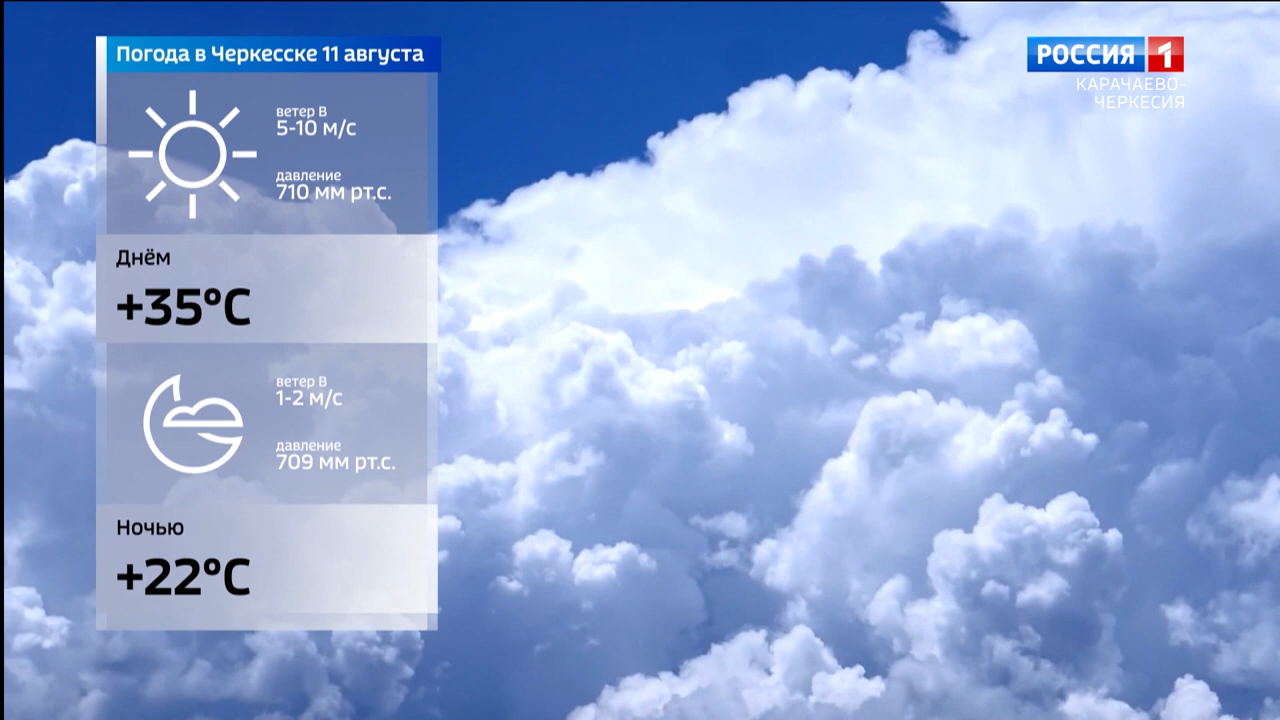 Погода в Черкесске 11 августа
РОССИЯ 1
КАРАЧАЕВО-
ЧЕРКЕСИЯ
ветер В
5-10 м/с
давление
710 мм рт.с.
Днём
+35°C
ветер В
1-2 м/с
давление
709 мм рт.с.
Ночью
+22°C